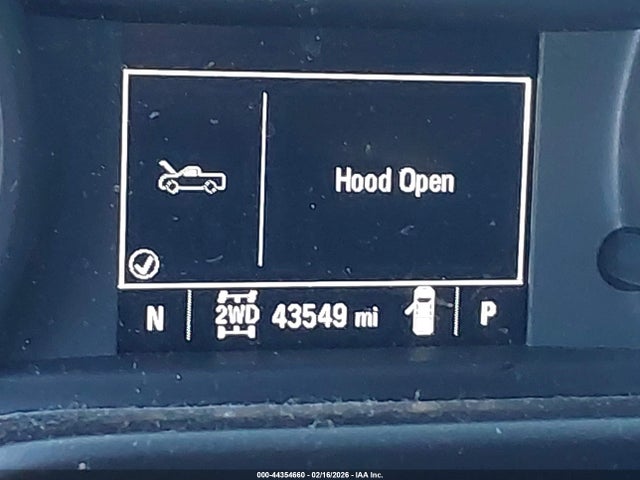 Hood Open
N 2WD 43549 mi P
000-44354660 - 02/16/2026 - IAA Inc.